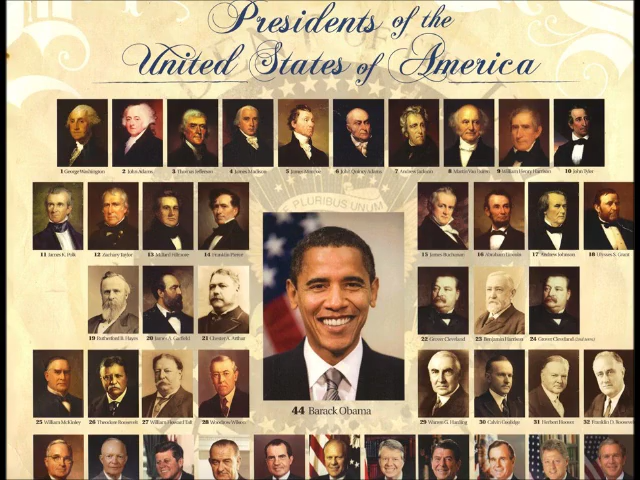 Presidents of the
United States of America
1 George Washington
2 John Adams
3 Thomas Jefferson
4 James Madison
5 James Monroe
6 John Quincy Adams
7 Andrew Jackson
8 Martin Van Buren
9 William Henry Harrison
10 John Tyler
E PLURIBUS UNUM
11 James K. Polk
12 Zachary Taylor
13 Millard Fillmore
14 Franklin Pierce
15 James Buchanan
16 Abraham Lincoln
17 Andrew Johnson
18 Ulysses S. Grant
19 Rutherford B. Hayes
20 James A. Garfield
21 Chester A. Arthur
22 Grover Cleveland
23 Benjamin Harrison
24 Grover Cleveland
44 Barack Obama
25 William McKinley
26 Theodore Roosevelt
27 William Howard Taft
28 Woodrow Wilson
29 Warren G. Harding
30 Calvin Coolidge
31 Herbert Hoover
32 Franklin D. Roosevelt